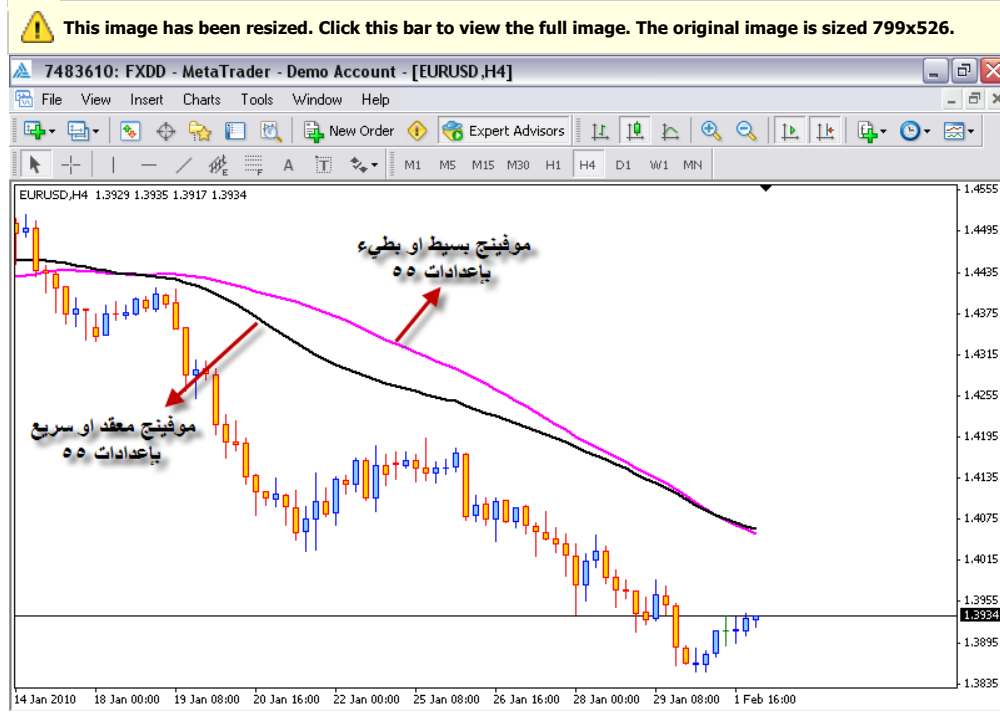 This image has been resized. Click this bar to view the full image. The original image is sized 799x526.
7483610: FXDD - MetaTrader - Demo Account - [EURUSD,H4]
File View Insert Charts Tools Window Help
New Order Expert Advisors
E F A T M1 M5 M15 M30 H1 H4 D1 W1 MN
EURUSD,H4 1.3929 1.3935 1.3917 1.3934
موفينج بسيط او بطيء
بإعدادات ٥٥
موفينج معقد او سريع
بإعدادات ٥٥
1.4555
1.4495
1.4435
1.4375
1.4315
1.4255
1.4195
1.4135
1.4075
1.4015
1.3955
1.3934
1.3895
1.3835
14 Jan 2010 18 Jan 00:00 19 Jan 08:00 20 Jan 16:00 22 Jan 00:00 25 Jan 08:00 26 Jan 16:00 28 Jan 00:00 29 Jan 08:00 1 Feb 16:00